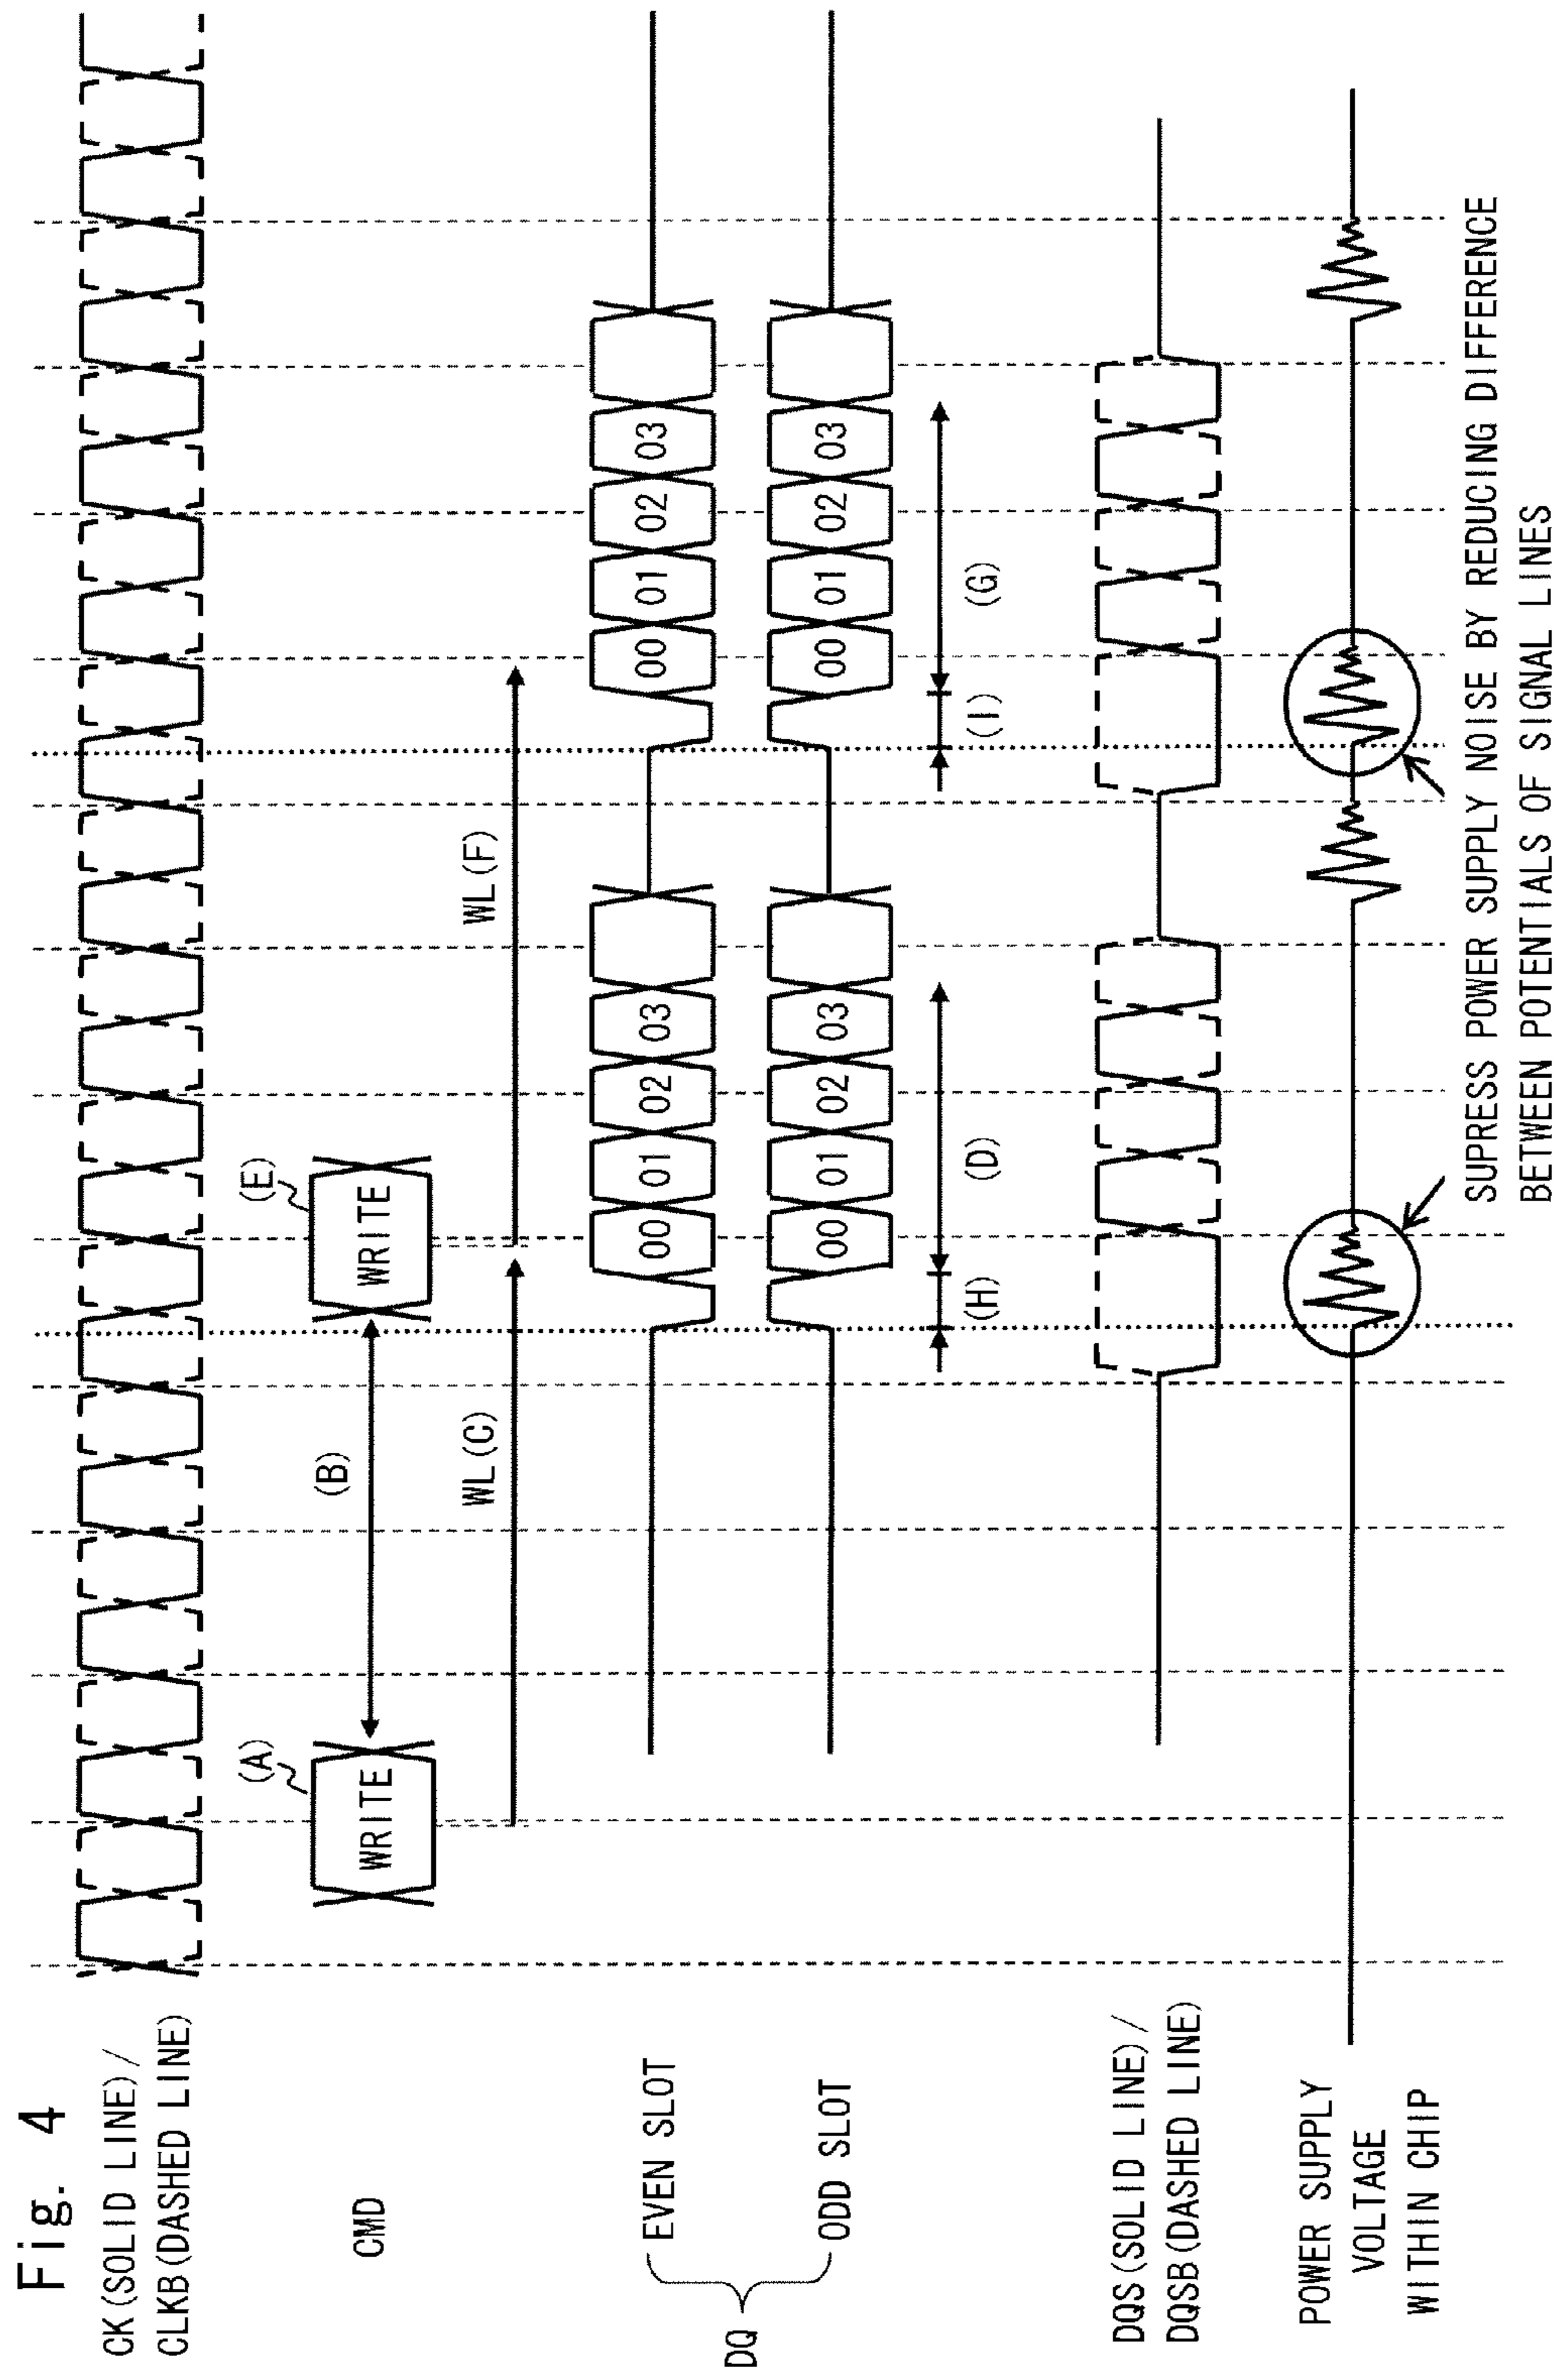 Fig. 4
CK(SOLID LINE)/
CLKB(DASHED LINE)
CMD
(A)
WRITE
(B)
(E)
WRITE
WL(C)
WL(F)
DQ
EVEN SLOT
00 01 02 03
00 01 02 03
ODD SLOT
00 01 02 03
00 01 02 03
(H)
(D)
(I)
(G)
DQS(SOLID LINE)/
DQSB(DASHED LINE)
POWER SUPPLY
VOLTAGE
WITHIN CHIP
SUPRESS POWER SUPPLY NOISE BY REDUCING DIFFERENCE
BETWEEN POTENTIALS OF SIGNAL LINES